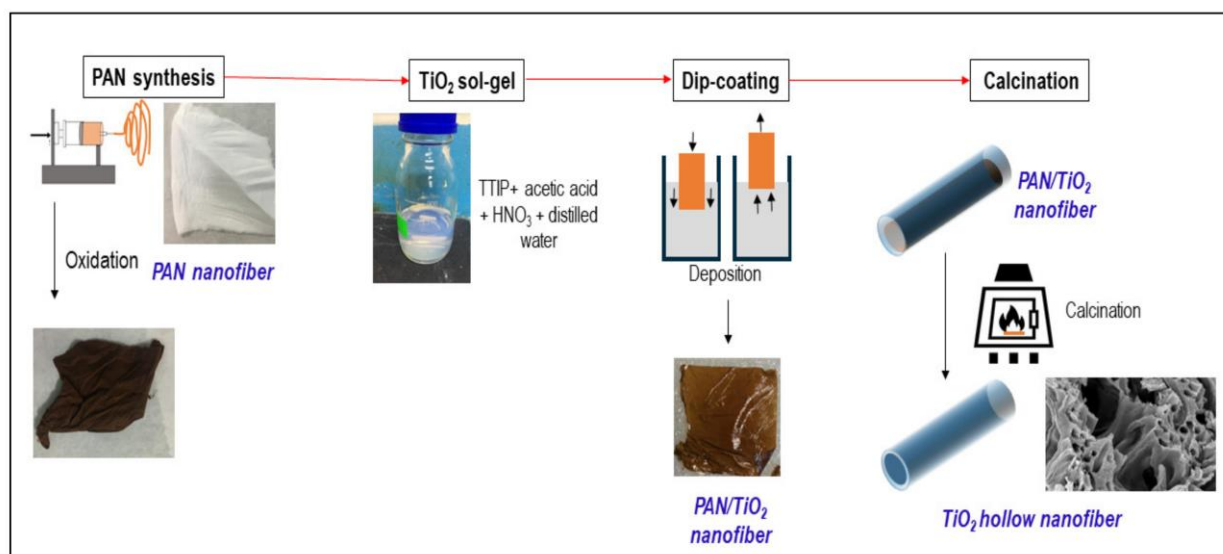 PAN synthesis
TiO₂ sol-gel
Dip-coating
Calcination
Oxidation
PAN nanofiber
TTIP+ acetic acid
+ HNO₃ + distilled
water
Deposition
PAN/TiO₂
nanofiber
PAN/TiO₂
nanofiber
Calcination
TiO₂ hollow nanofiber